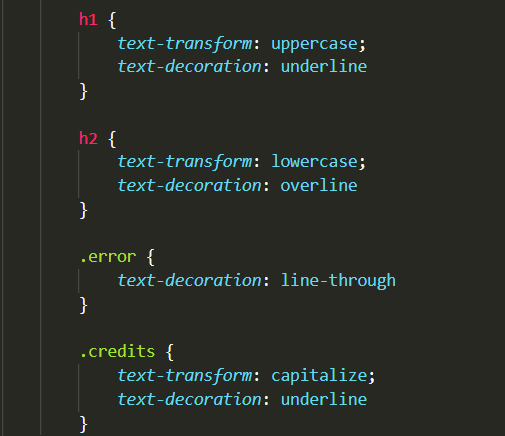 h1 {
text-transform: uppercase;
text-decoration: underline
}
h2 {
text-transform: lowercase;
text-decoration: overline
}
.error {
text-decoration: line-through
}
.credits {
text-transform: capitalize;
text-decoration: underline
}